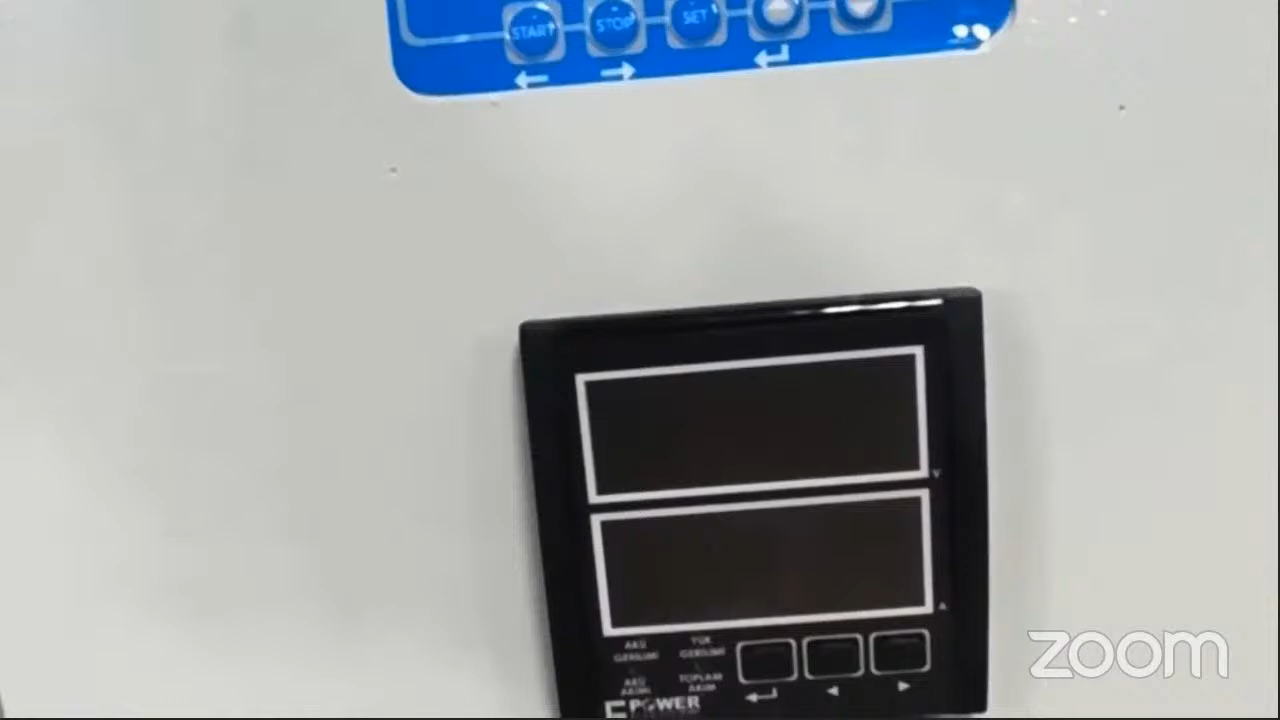 START STOP SET
V
A
AKÜ GERİLİMİ
YÜK GERİLİMİ
AKÜ AKIMI
TOPLAM AKIM
POWER
zoom